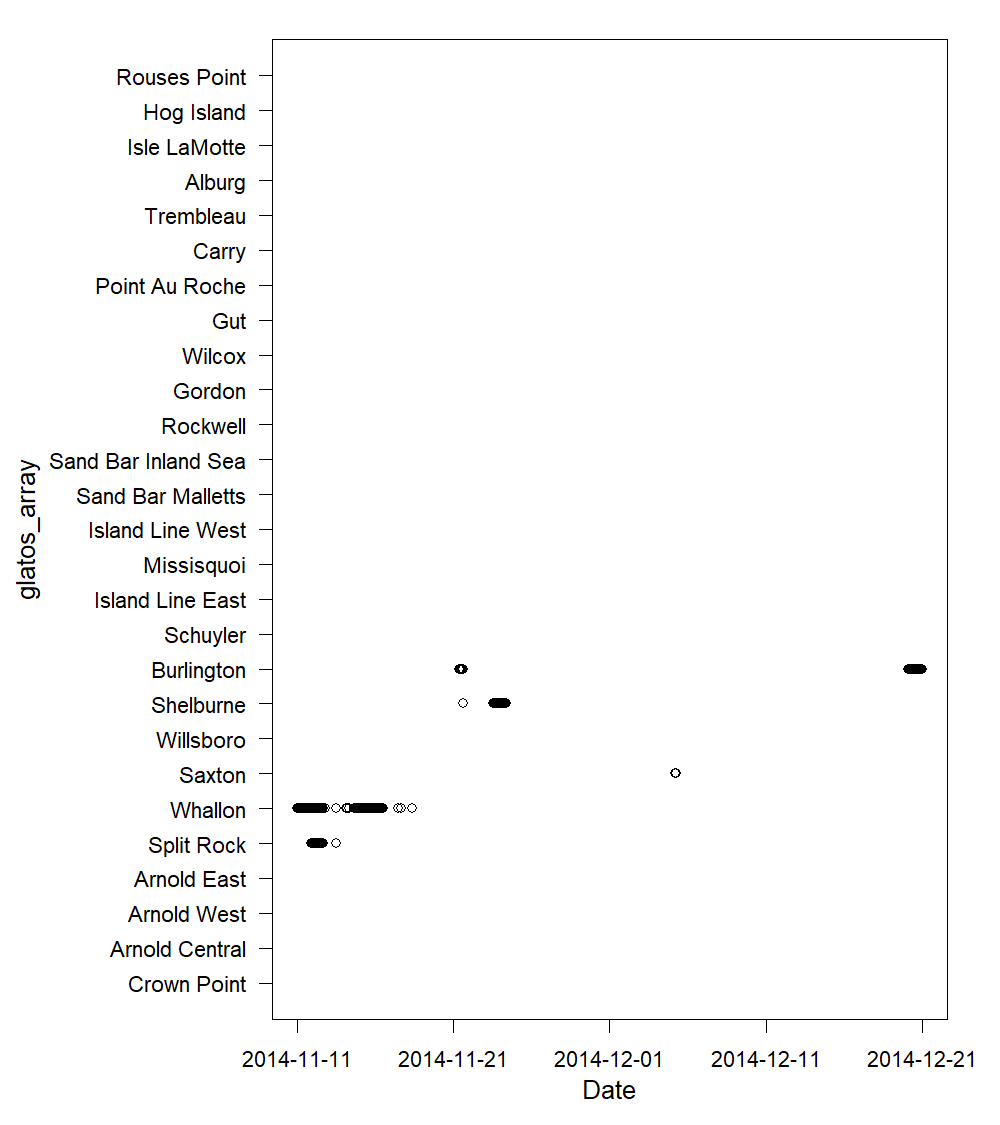 Rouses Point
Hog Island
Isle LaMotte
Alburg
Trembleau
Carry
Point Au Roche
Gut
Wilcox
Gordon
Rockwell
Sand Bar Inland Sea
Sand Bar Malletts
Island Line West
Missisquoi
Island Line East
Schuyler
Burlington
Shelburne
Willsboro
Saxton
Whallon
Split Rock
Arnold East
Arnold West
Arnold Central
Crown Point
glatos_array
2014-11-11 2014-11-21 2014-12-01 2014-12-11 2014-12-21
Date